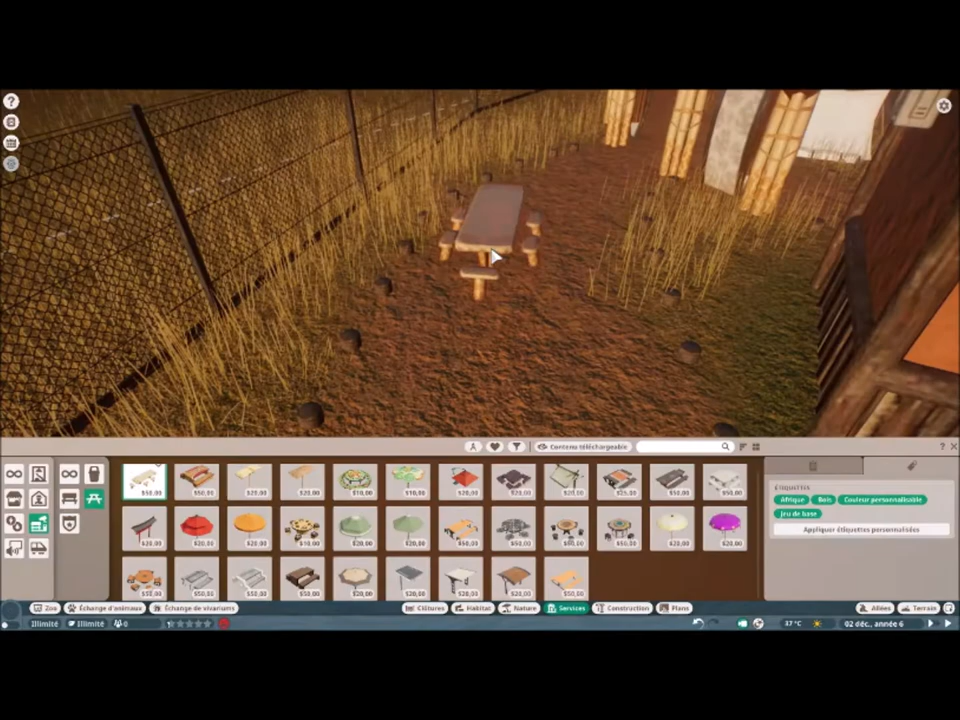 Contenu téléchargeable
$50,00 $50,00 $20,00 $20,00 $10,00 $10,00 $20,00 $20,00 $20,00 $25,00 $50,00 $50,00
$20,00 $20,00 $20,00 $10,00 $20,00 $20,00 $50,00 $50,00 $50,00 $50,00 $20,00 $20,00
$50,00 $50,00 $50,00 $50,00 $20,00 $20,00 $20,00 $20,00 $50,00
ÉTIQUETTES
Afrique Bois Couleur personnalisable
Jeu de base
Appliquer étiquettes personnalisées
Zoo Échange d'animaux Échange de vivariums Clôtures Habitat Nature Services Construction Plans Allées Terrain
Illimité Illimité 0 37°C 02 déc., année 6